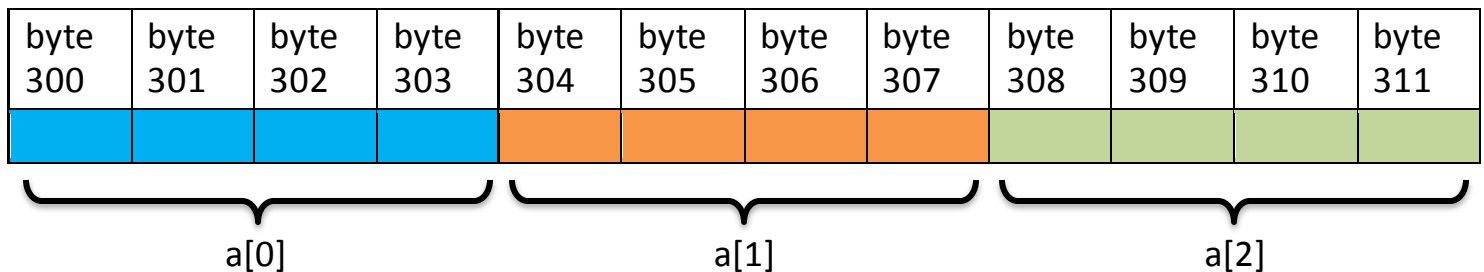 byte byte byte byte byte byte byte byte byte byte byte byte
300 301 302 303 304 305 306 307 308 309 310 311
a[0] a[1] a[2]